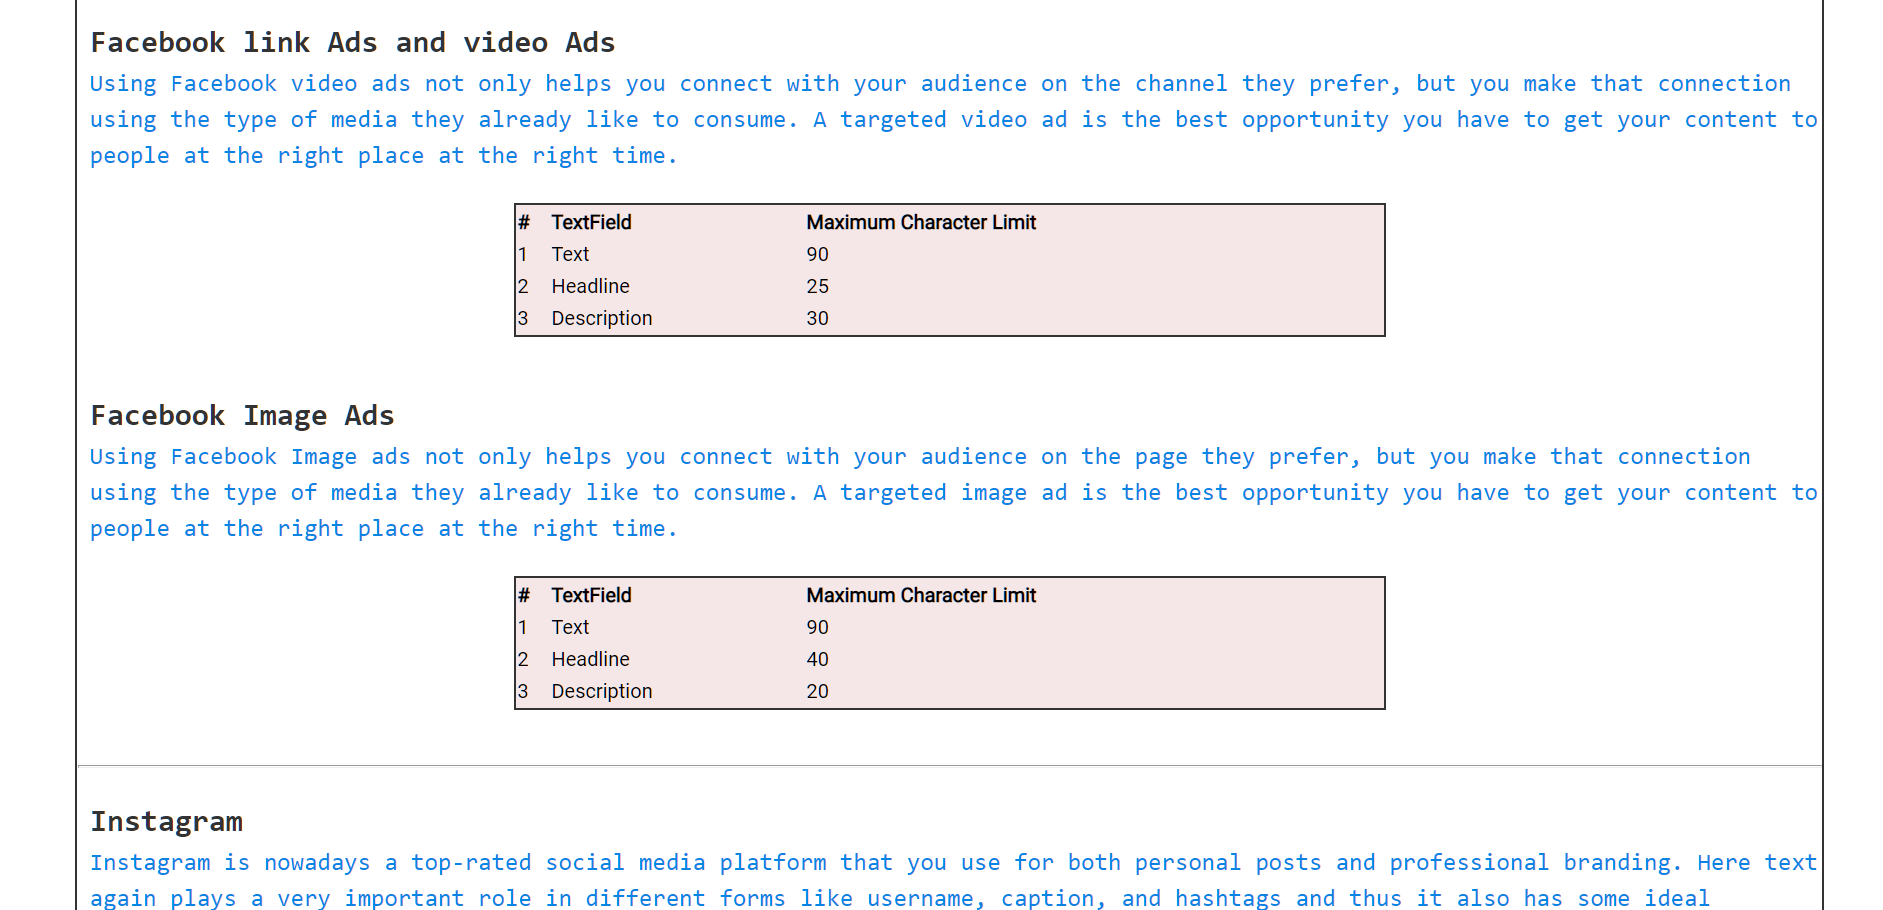 Facebook link Ads and video Ads
Using Facebook video ads not only helps you connect with your audience on the channel they prefer, but you make that connection
using the type of media they already like to consume. A targeted video ad is the best opportunity you have to get your content to
people at the right place at the right time.
# TextField Maximum Character Limit
1 Text 90
2 Headline 25
3 Description 30
Facebook Image Ads
Using Facebook Image ads not only helps you connect with your audience on the page they prefer, but you make that connection
using the type of media they already like to consume. A targeted image ad is the best opportunity you have to get your content to
people at the right place at the right time.
# TextField Maximum Character Limit
1 Text 90
2 Headline 40
3 Description 20
Instagram
Instagram is nowadays a top-rated social media platform that you use for both personal posts and professional branding. Here text
again plays a very important role in different forms like username, caption, and hashtags and thus it also has some ideal